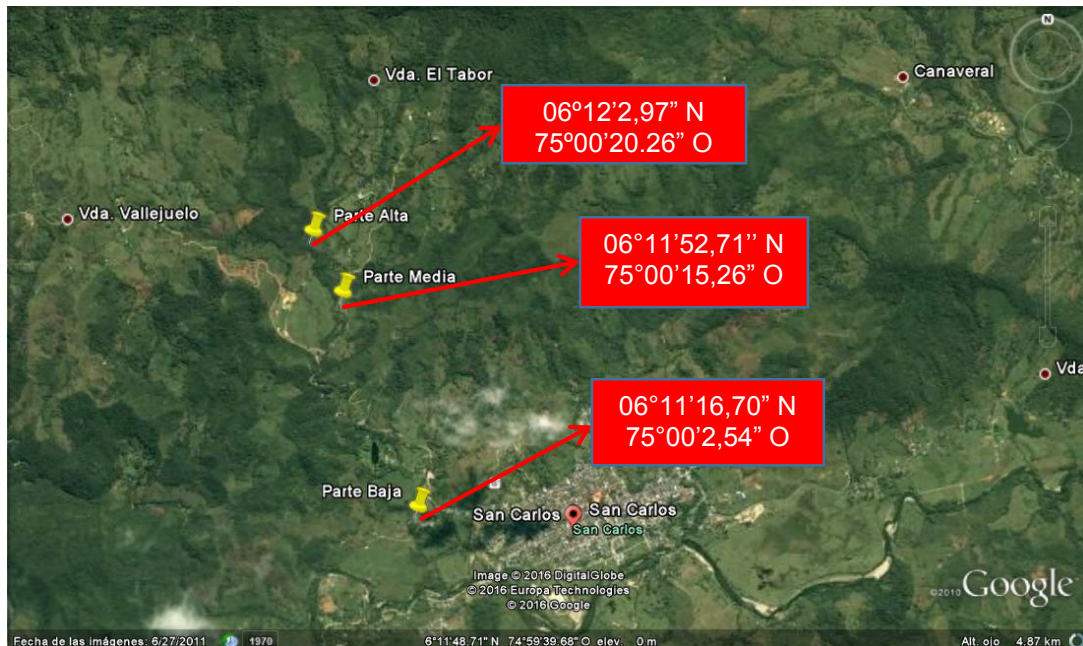 N
Vda. El Tabor
Canaveral
06º12’2,97” N
75º00’20.26” O
Vda. Vallejuelo
Parte Alta
06°11’52,71’’ N
75°00’15,26” O
Parte Media
Vda
06°11’16,70” N
75°00’2,54” O
Parte Baja
San Carlos
San Carlos
San Carlos
Image © 2016 DigitalGlobe
© 2016 Europa Technologies
© 2016 Google
©2010 Google
Fecha de las imágenes: 6/27/2011 1970 6°11'48.71" N 74°59'39.68" O elev. 0 m Alt. ojo 4.87 km